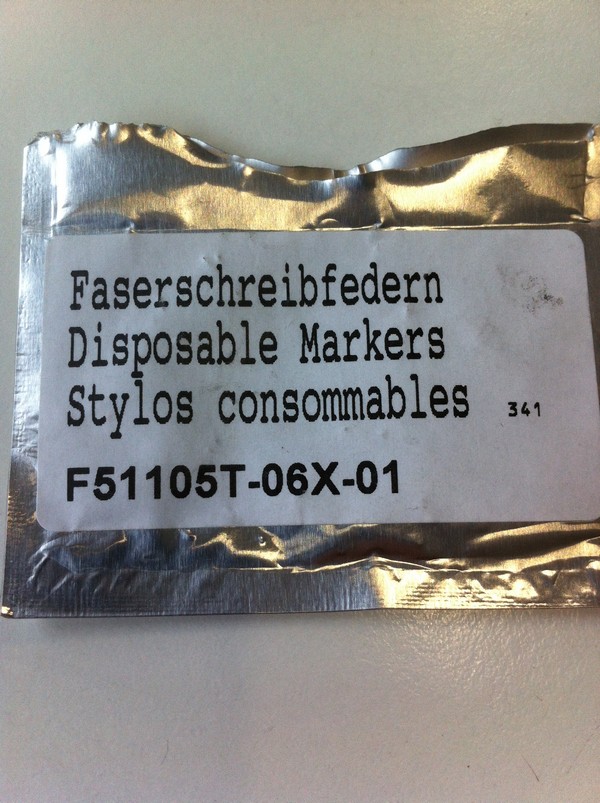 Faserschreibfedern
Disposable Markers
Stylos consommables 341
F51105T-06X-01